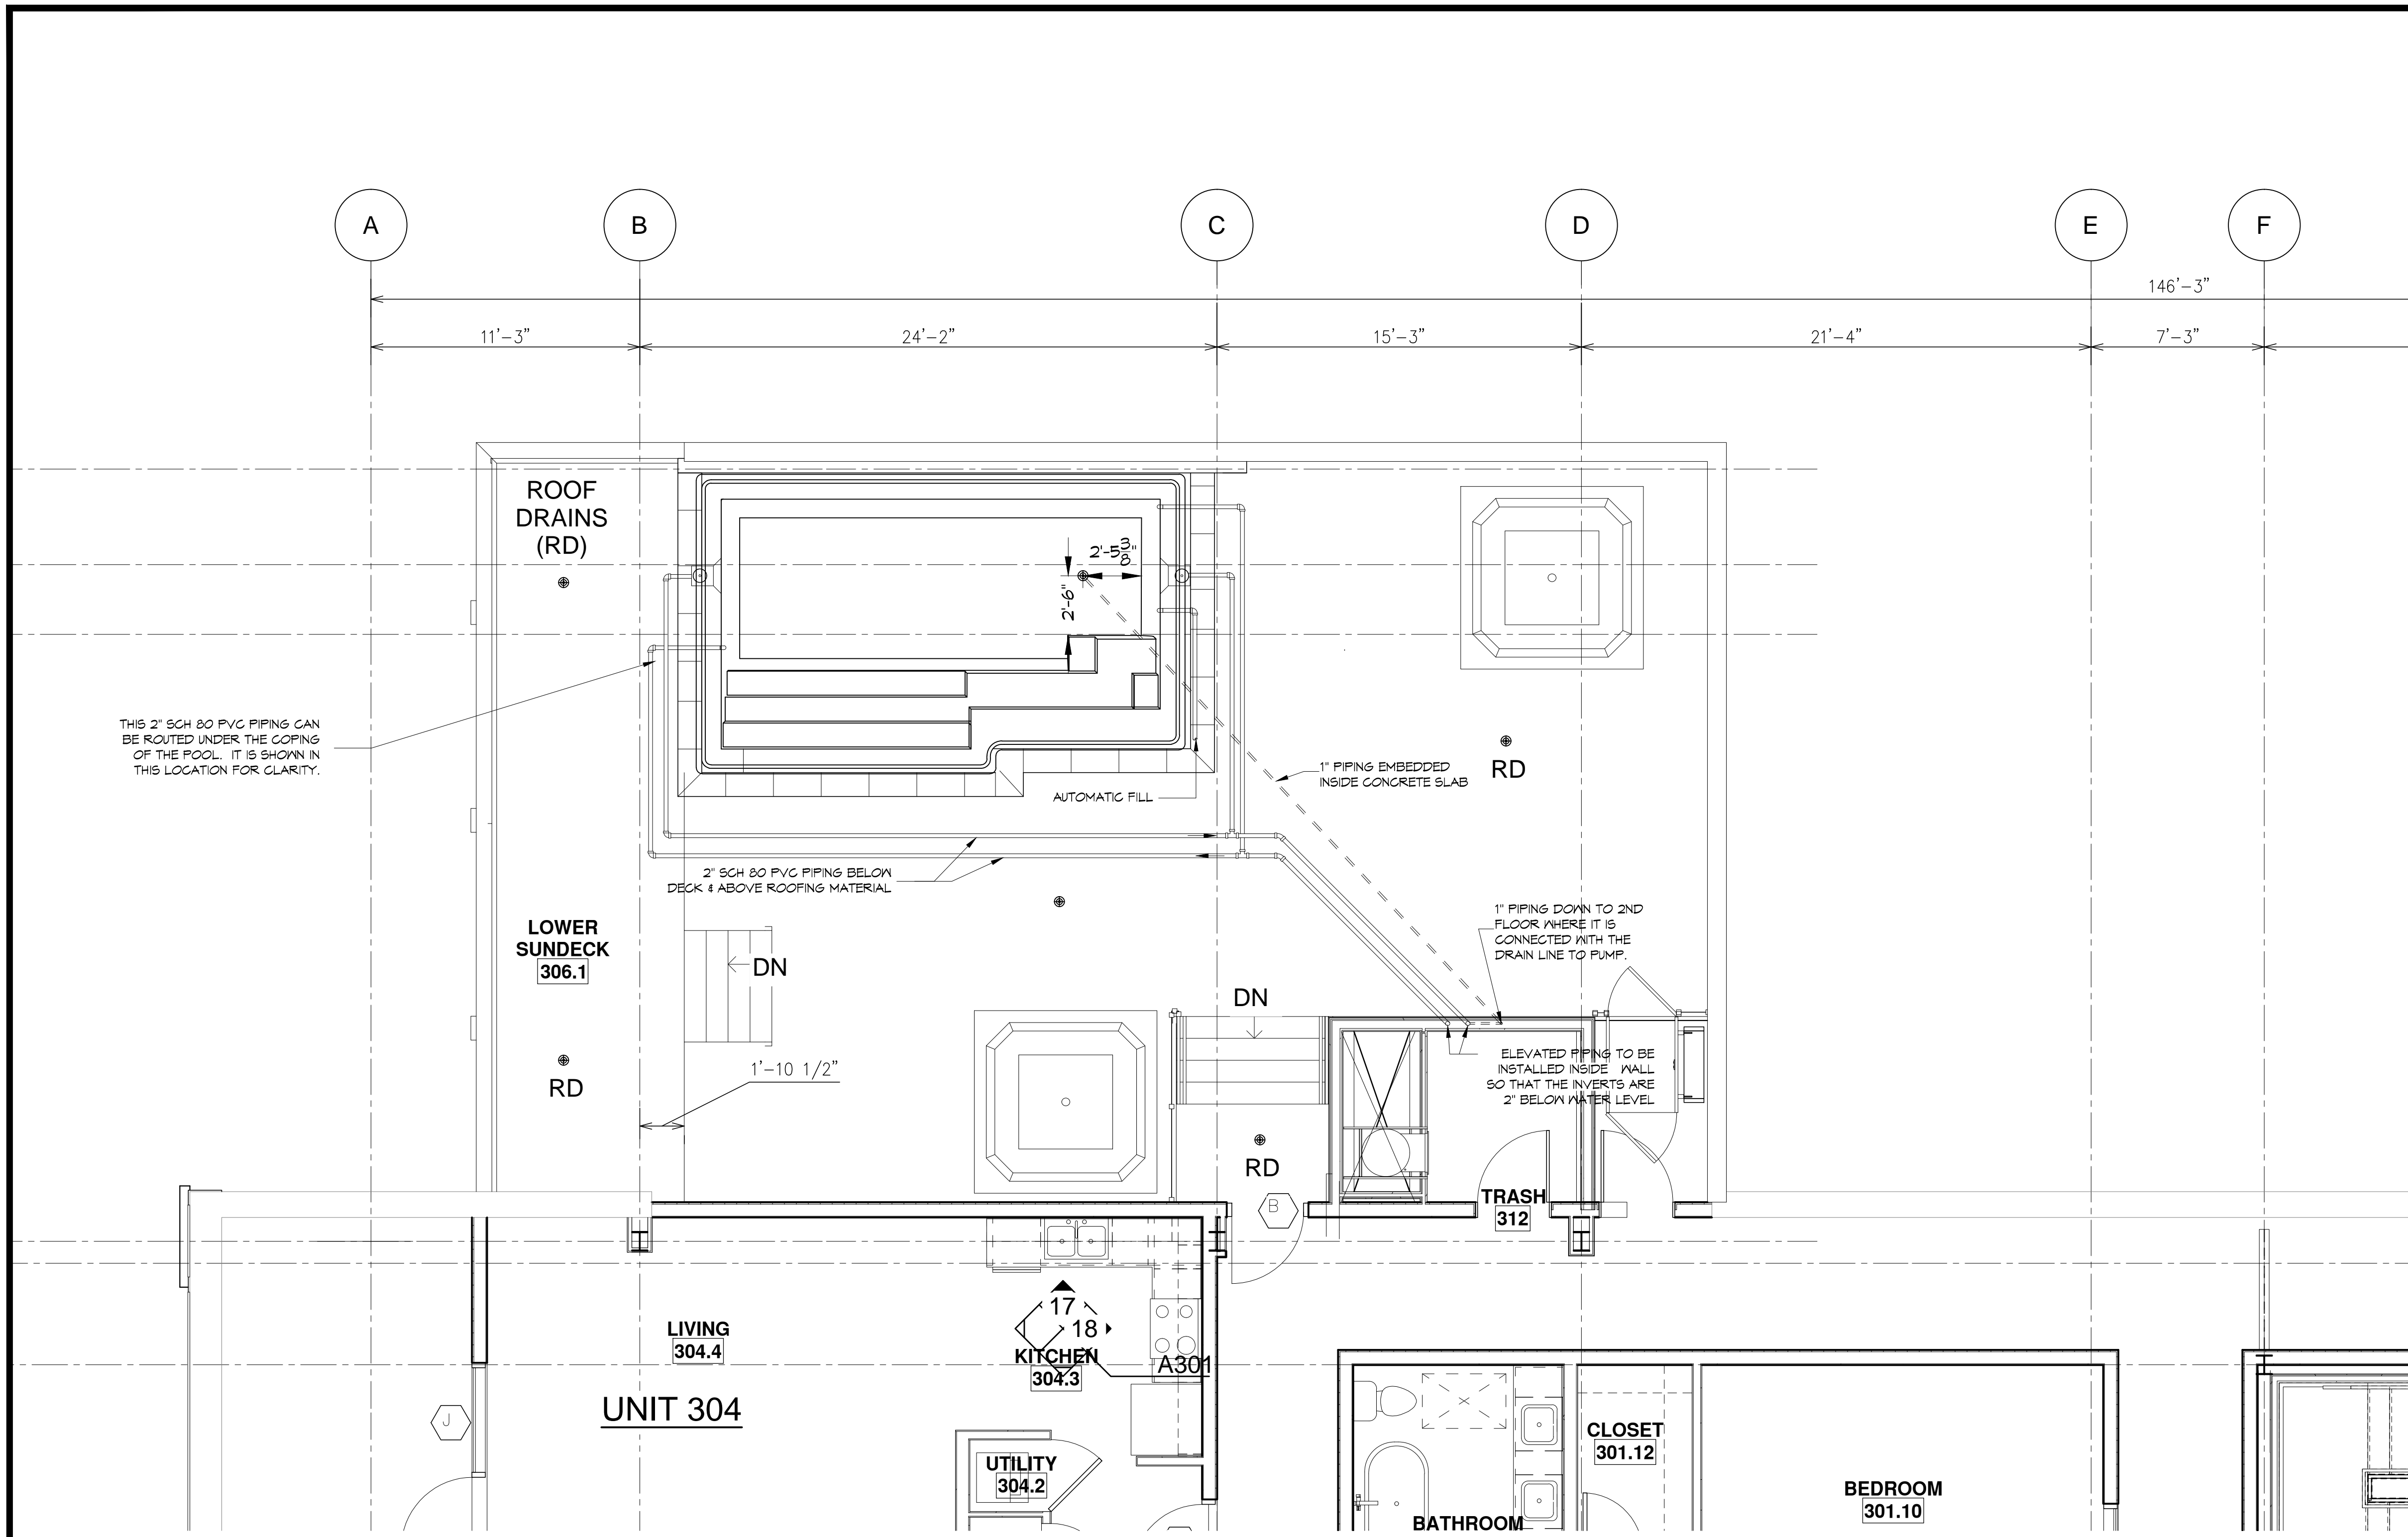 A
B
C
D
E
F
146'-3"
11'-3"
24'-2"
15'-3"
21'-4"
7'-3"
ROOF
DRAINS
(RD)
2'-5 3/8"
2'-6"
THIS 2" SCH 80 PVC PIPING CAN
BE ROUTED UNDER THE COPING
OF THE POOL. IT IS SHOWN IN
THIS LOCATION FOR CLARITY.
1" PIPING EMBEDDED
INSIDE CONCRETE SLAB
RD
AUTOMATIC FILL
2" SCH 80 PVC PIPING BELOW
DECK & ABOVE ROOFING MATERIAL
LOWER
SUNDECK
306.1
DN
1" PIPING DOWN TO 2ND
FLOOR WHERE IT IS
CONNECTED WITH THE
DRAIN LINE TO PUMP.
DN
RD
1'-10 1/2"
ELEVATED PIPING TO BE
INSTALLED INSIDE WALL
SO THAT THE INVERTS ARE
2" BELOW WATER LEVEL
RD
B
TRASH
312
LIVING
304.4
17
18
KITCHEN
304.3
A301
UNIT 304
J
UTILITY
304.2
CLOSET
301.12
BEDROOM
301.10
BATHROOM